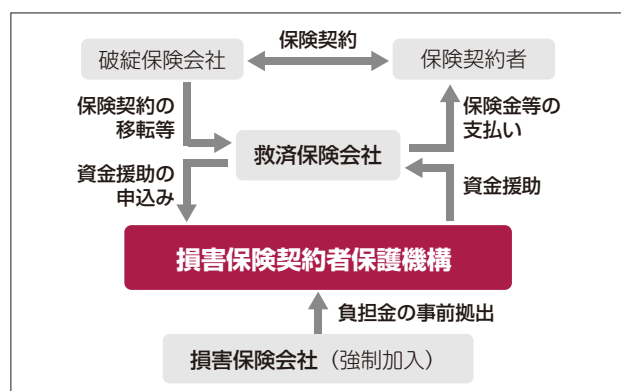 保険契約
破綻保険会社
保険契約者
保険契約の
移転等
保険金等の
支払い
救済保険会社
資金援助の
申込み
資金援助
損害保険契約者保護機構
負担金の事前拠出
損害保険会社（強制加入）